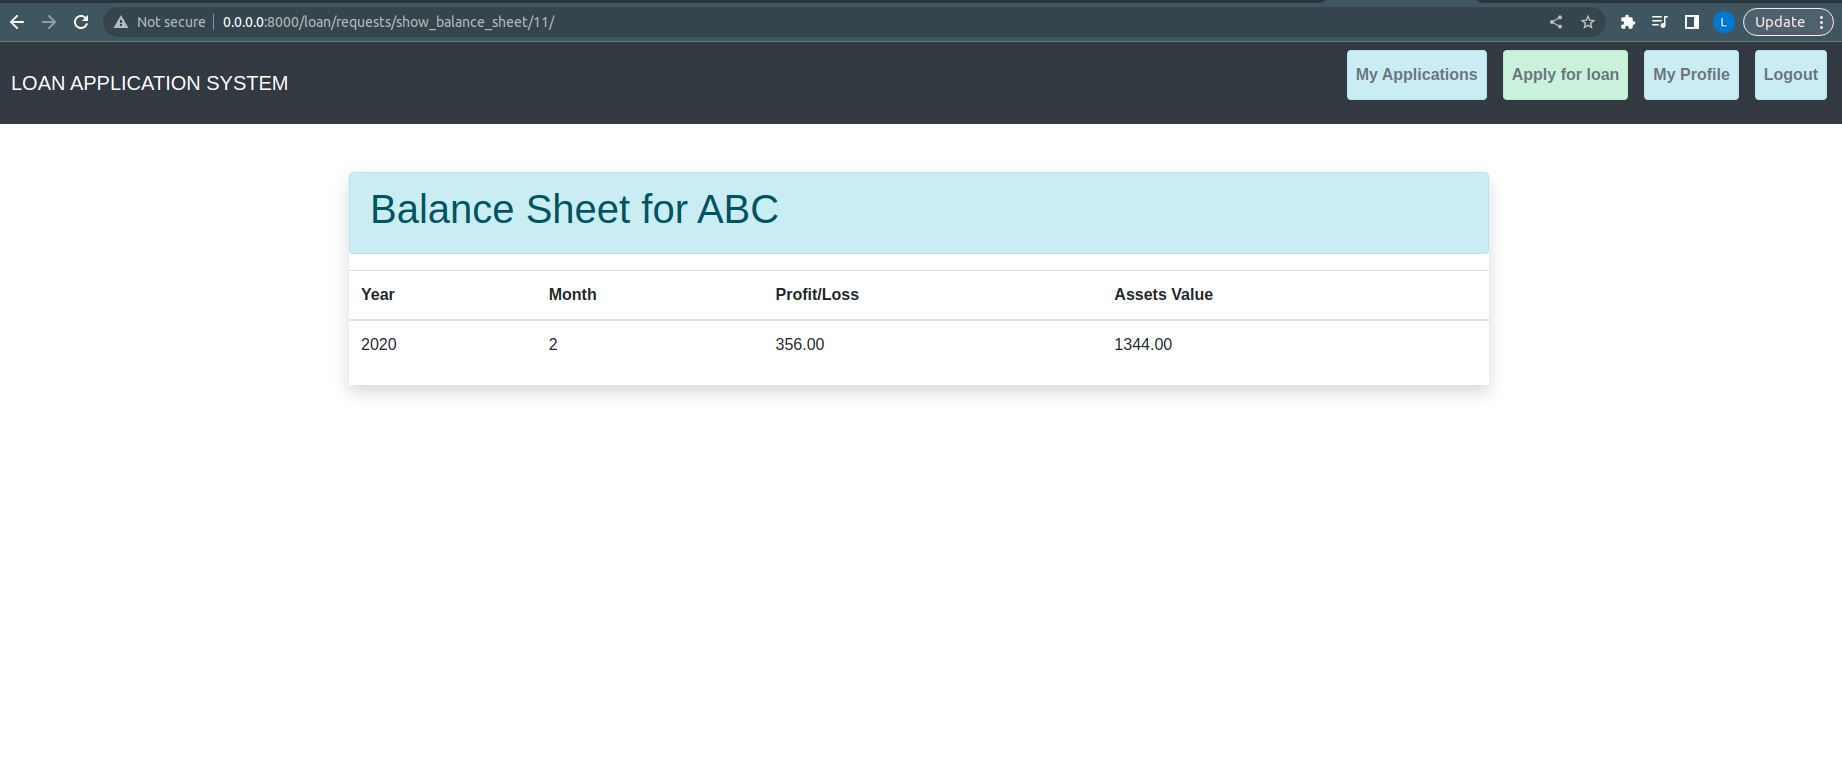 Not secure 0.0.0.0:8000/loan/requests/show_balance_sheet/11/ L Update
LOAN APPLICATION SYSTEM My Applications Apply for loan My Profile Logout
Balance Sheet for ABC
Year Month Profit/Loss Assets Value
2020 2 356.00 1344.00